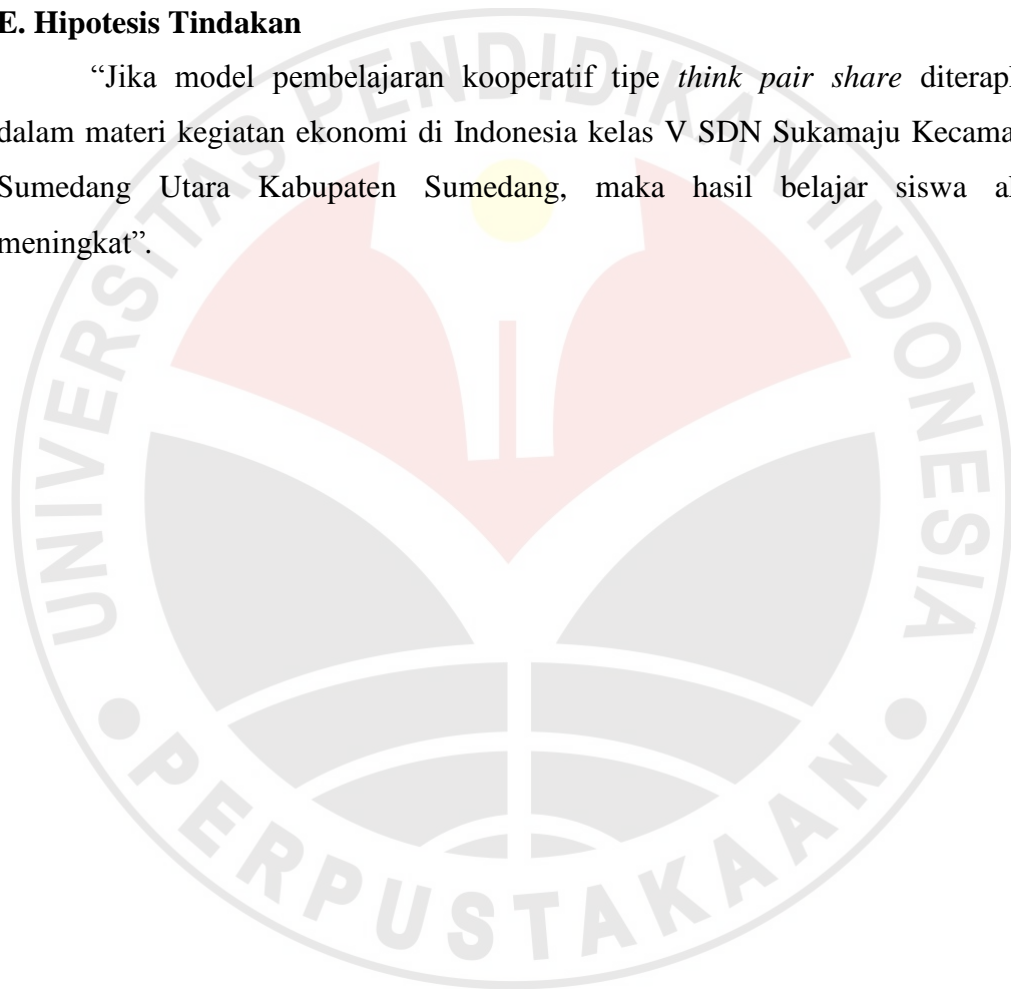 E. Hipotesis Tindakan
“Jika model pembelajaran kooperatif tipe think pair share diterap
dalam materi kegiatan ekonomi di Indonesia kelas V SDN Sukamaju Kecama
Sumedang Utara Kabupaten Sumedang, maka hasil belajar siswa a
meningkat”.
UNIVERSITAS PENDIDIKAN INDONESIA
PERPUSTAKAAN